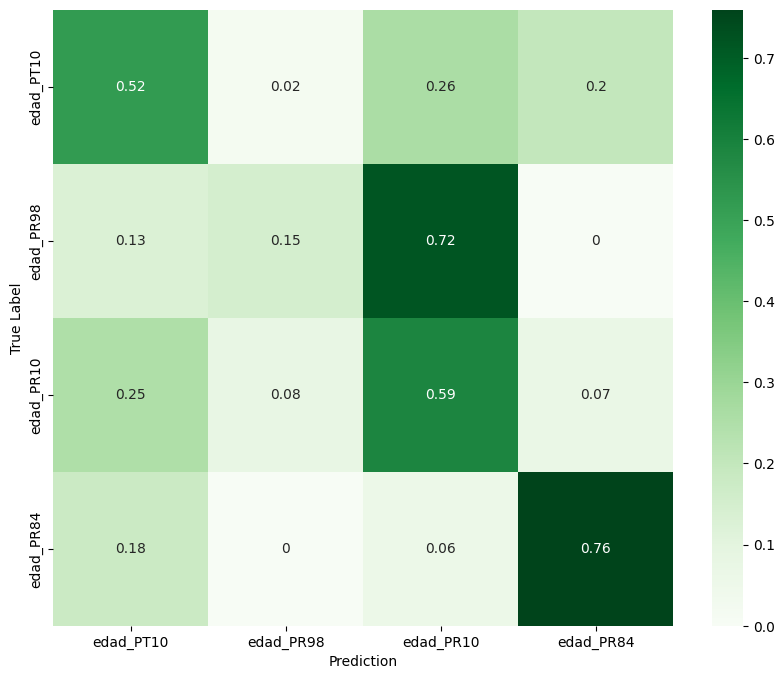 True Label
edad_PT10
0.52 0.02 0.26 0.2
edad_PR98
0.13 0.15 0.72 0
edad_PR10
0.25 0.08 0.59 0.07
edad_PR84
0.18 0 0.06 0.76
edad_PT10 edad_PR98 edad_PR10 edad_PR84
Prediction
0.7
0.6
0.5
0.4
0.3
0.2
0.1
0.0